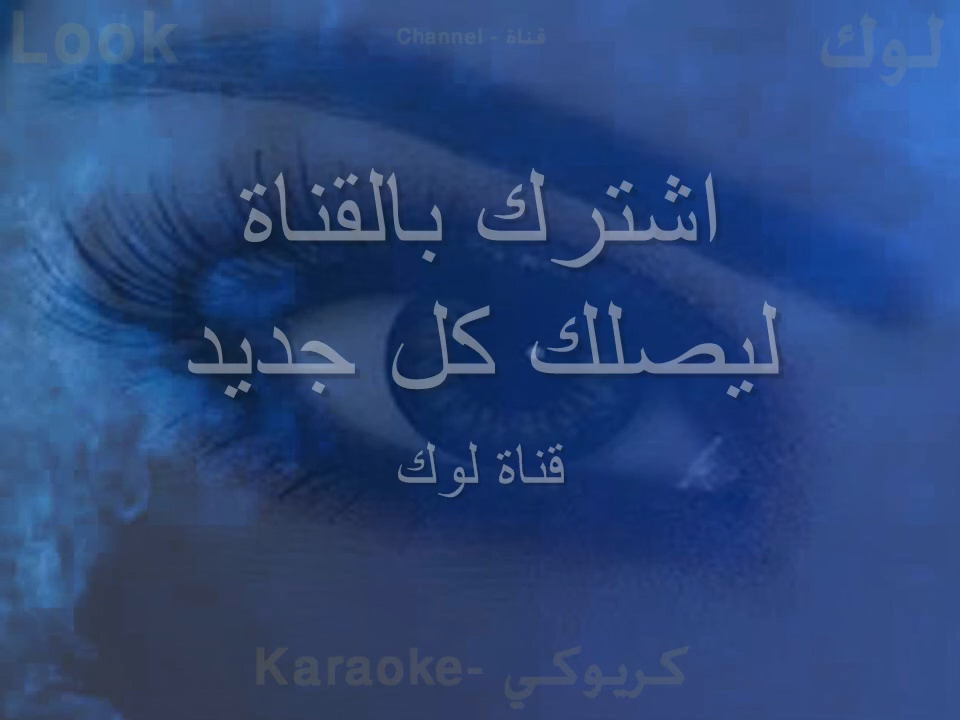 Look
قناة - Channel
لوك
اشترك بالقناة
ليصلك كل جديد
قناة لوك
Karaoke- كريوكي